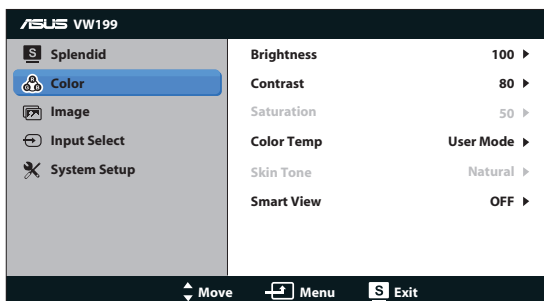 ASUS VW199
S Splendid
Color
Image
Input Select
System Setup
Brightness 100
Contrast 80
Saturation 50
Color Temp User Mode
Skin Tone Natural
Smart View OFF
Move Menu S Exit